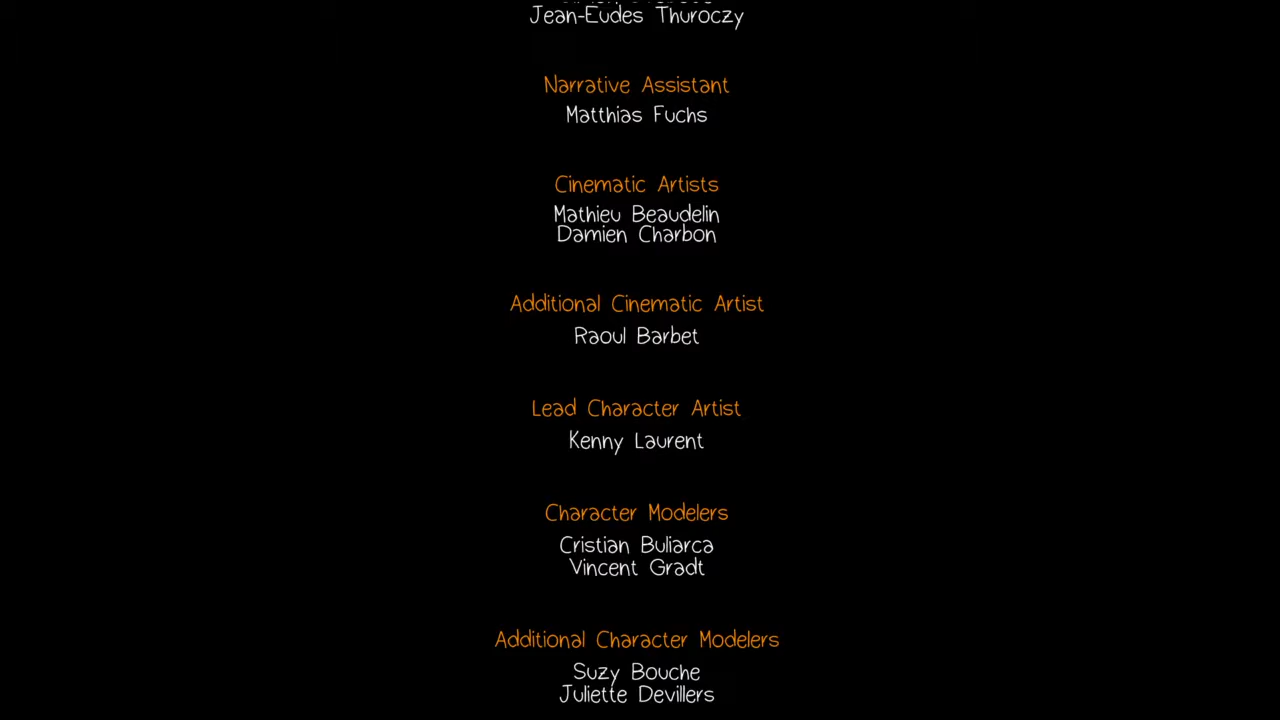 Jean-Eudes Thuroczy
Narrative Assistant
Matthias Fuchs
Cinematic Artists
Mathieu Beaudelin
Damien Charbon
Additional Cinematic Artist
Raoul Barbet
Lead Character Artist
Kenny Laurent
Character Modelers
Cristian Buliarca
Vincent Gradt
Additional Character Modelers
Suzy Bouche
Juliette Devillers